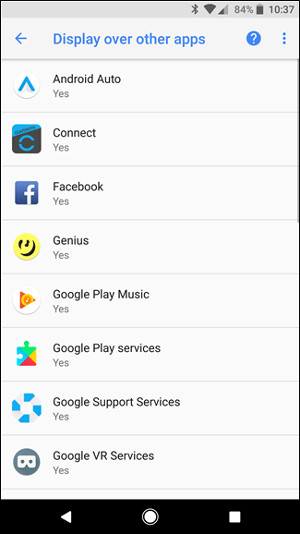 84% 10:37
Display over other apps
Android Auto
Yes
Connect
Yes
Facebook
Yes
Genius
Yes
Google Play Music
Yes
Google Play services
Yes
Google Support Services
Yes
Google VR Services
Yes